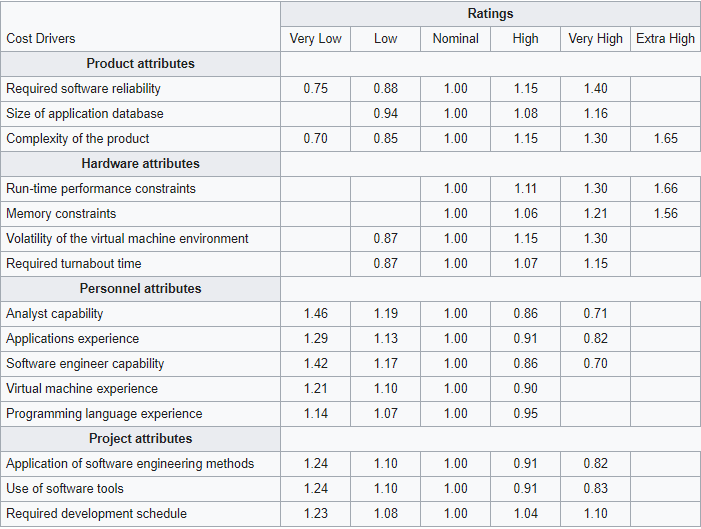 Ratings
Cost Drivers Very Low Low Nominal High Very High Extra High
Product attributes
Required software reliability 0.75 0.88 1.00 1.15 1.40
Size of application database 0.94 1.00 1.08 1.16
Complexity of the product 0.70 0.85 1.00 1.15 1.30 1.65
Hardware attributes
Run-time performance constraints 1.00 1.11 1.30 1.66
Memory constraints 1.00 1.06 1.21 1.56
Volatility of the virtual machine environment 0.87 1.00 1.15 1.30
Required turnabout time 0.87 1.00 1.07 1.15
Personnel attributes
Analyst capability 1.46 1.19 1.00 0.86 0.71
Applications experience 1.29 1.13 1.00 0.91 0.82
Software engineer capability 1.42 1.17 1.00 0.86 0.70
Virtual machine experience 1.21 1.10 1.00 0.90
Programming language experience 1.14 1.07 1.00 0.95
Project attributes
Application of software engineering methods 1.24 1.10 1.00 0.91 0.82
Use of software tools 1.24 1.10 1.00 0.91 0.83
Required development schedule 1.23 1.08 1.00 1.04 1.10